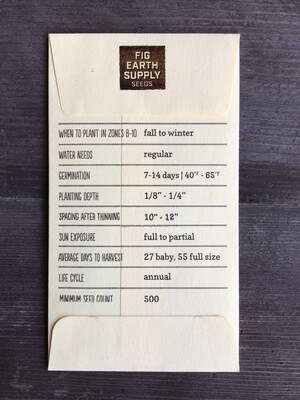 FIG
EARTH
SUPPLY
SEEDS
WHEN TO PLANT IN ZONES 8-10 fall to winter
WATER NEEDS regular
GERMINATION 7-14 days | 40°F - 65°F
PLANTING DEPTH 1/8" - 1/4"
SPACING AFTER THINNING 10" - 12"
SUN EXPOSURE full to partial
AVERAGE DAYS TO HARVEST 27 baby, 55 full size
LIFE CYCLE annual
MINIMUM SEED COUNT 500